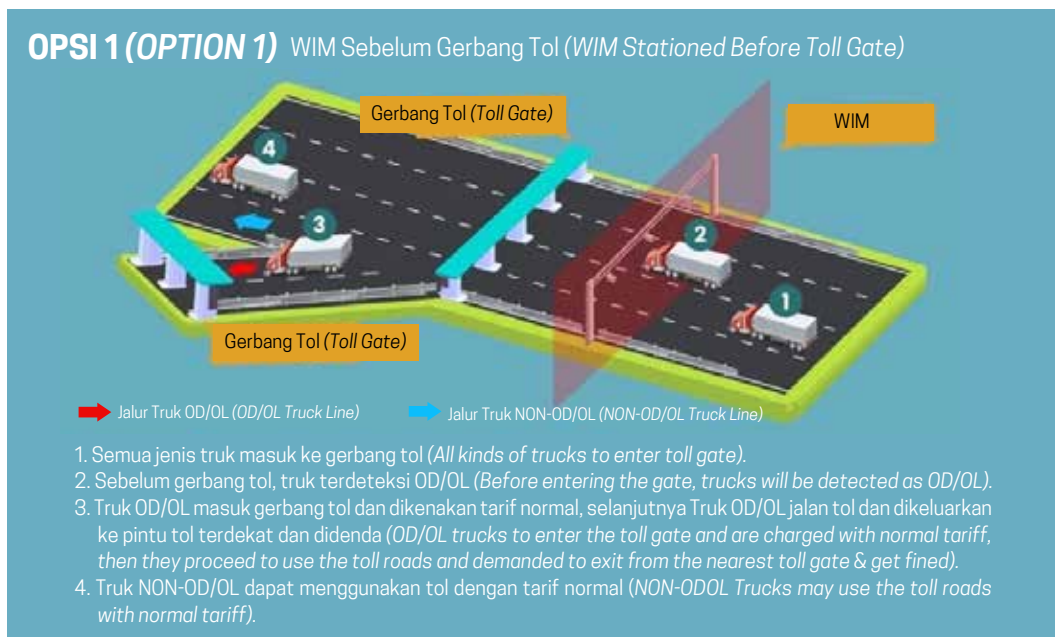 OPSI 1 (OPTION 1) WIM Sebelum Gerbang Tol (WIM Stationed Before Toll Gate)
Gerbang Tol (Toll Gate)
WIM
4
2
3
1
Gerbang Tol (Toll Gate)
Jalur Truk OD/OL (OD/OL Truck Line)
Jalur Truk NON-OD/OL (NON-OD/OL Truck Line)
1. Semua jenis truk masuk ke gerbang tol (All kinds of trucks to enter toll gate).
2. Sebelum gerbang tol, truk terdeteksi OD/OL (Before entering the gate, trucks will be detected as OD/OL).
3. Truk OD/OL masuk gerbang tol dan dikenakan tarif normal, selanjutnya Truk OD/OL jalan tol dan dikeluarkan
ke pintu tol terdekat dan didenda (OD/OL trucks to enter the toll gate and are charged with normal tariff,
then they proceed to use the toll roads and demanded to exit from the nearest toll gate & get fined).
4. Truk NON-OD/OL dapat menggunakan tol dengan tarif normal (NON-ODOL Trucks may use the toll roads
with normal tariff).